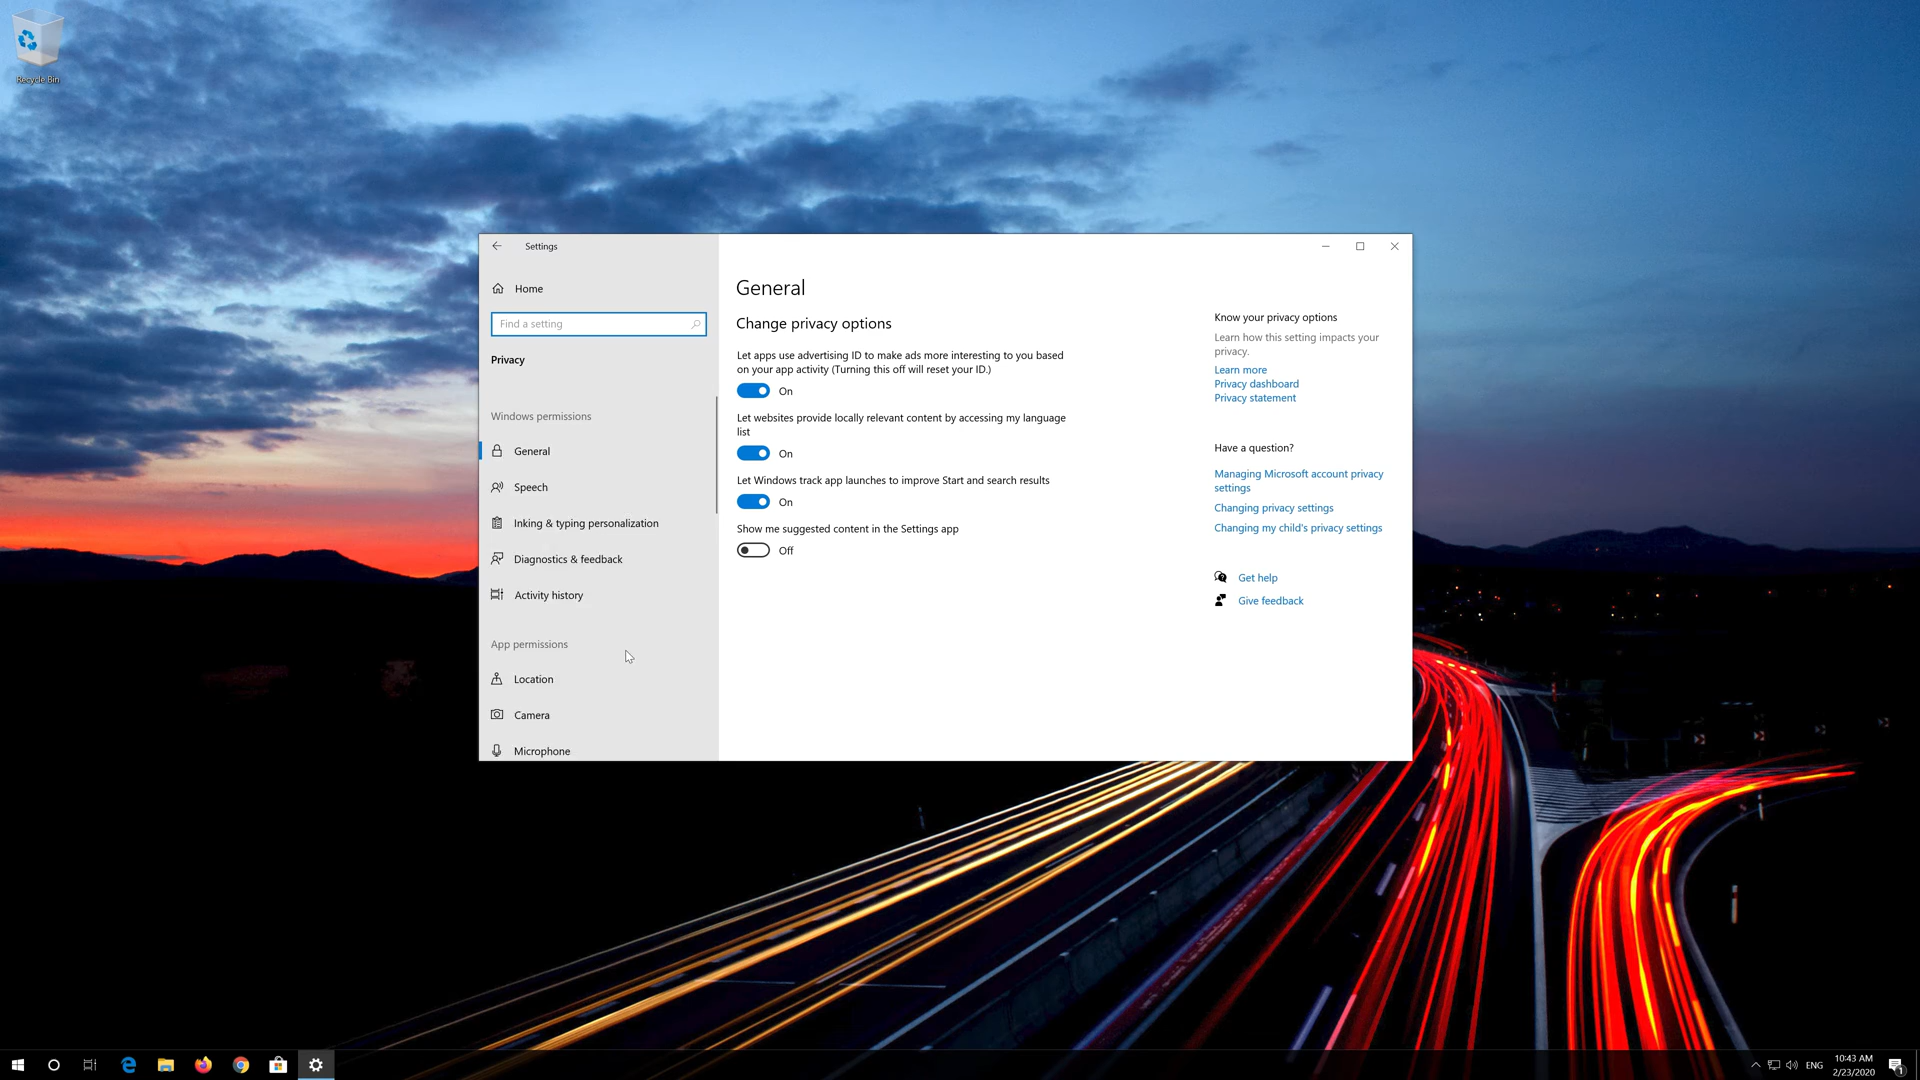 Recycle Bin
Settings
Home
Find a setting
Privacy
Windows permissions
General
Speech
Inking & typing personalization
Diagnostics & feedback
Activity history
App permissions
Location
Camera
Microphone
General
Change privacy options
Let apps use advertising ID to make ads more interesting to you based
on your app activity (Turning this off will reset your ID.)
On
Let websites provide locally relevant content by accessing my language
list
On
Let Windows track app launches to improve Start and search results
On
Show me suggested content in the Settings app
Off
Know your privacy options
Learn how this setting impacts your
privacy.
Learn more
Privacy dashboard
Privacy statement
Have a question?
Managing Microsoft account privacy
settings
Changing privacy settings
Changing my child's privacy settings
Get help
Give feedback
ENG
10:43 AM
2/23/2020
1